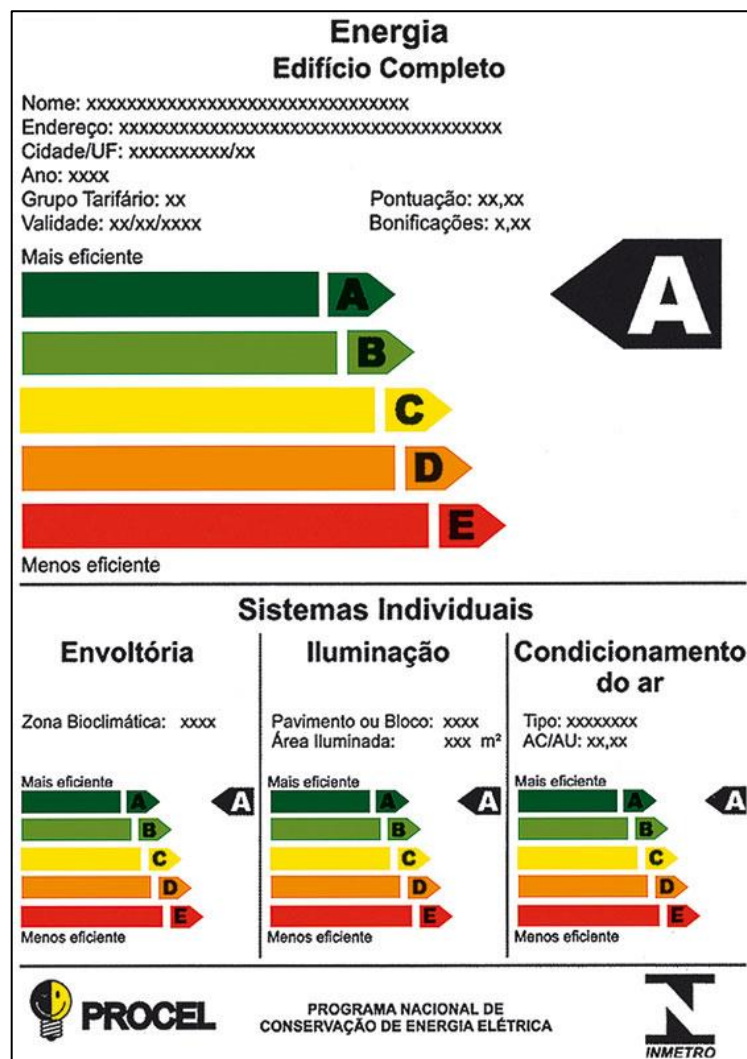 Energia
Edifício Completo
Nome: xxxxxxxxxxxxxxxxxxxxxxxxxxxxxxxx
Endereço: xxxxxxxxxxxxxxxxxxxxxxxxxxxxxxxxxxxxxx
Cidade/UF: xxxxxxxxxx/xx
Ano: xxxx
Grupo Tarifário: xx Pontuação: xx,xx
Validade: xx/xx/xxxx Bonificações: x,xx
Mais eficiente
A A
B
C
D
E
Menos eficiente
Sistemas Individuais
Envoltória
Zona Bioclimática: xxxx
Mais eficiente
A A
B
C
D
E
Menos eficiente
Iluminação
Pavimento ou Bloco: xxxx
Área Iluminada: xxx m²
Mais eficiente
A A
B
C
D
E
Menos eficiente
Condicionamento
do ar
Tipo: xxxxxxxx
AC/AU: xx,xx
Mais eficiente
A A
B
C
D
E
Menos eficiente
PROCEL
PROGRAMA NACIONAL DE
CONSERVAÇÃO DE ENERGIA ELÉTRICA
INMETRO